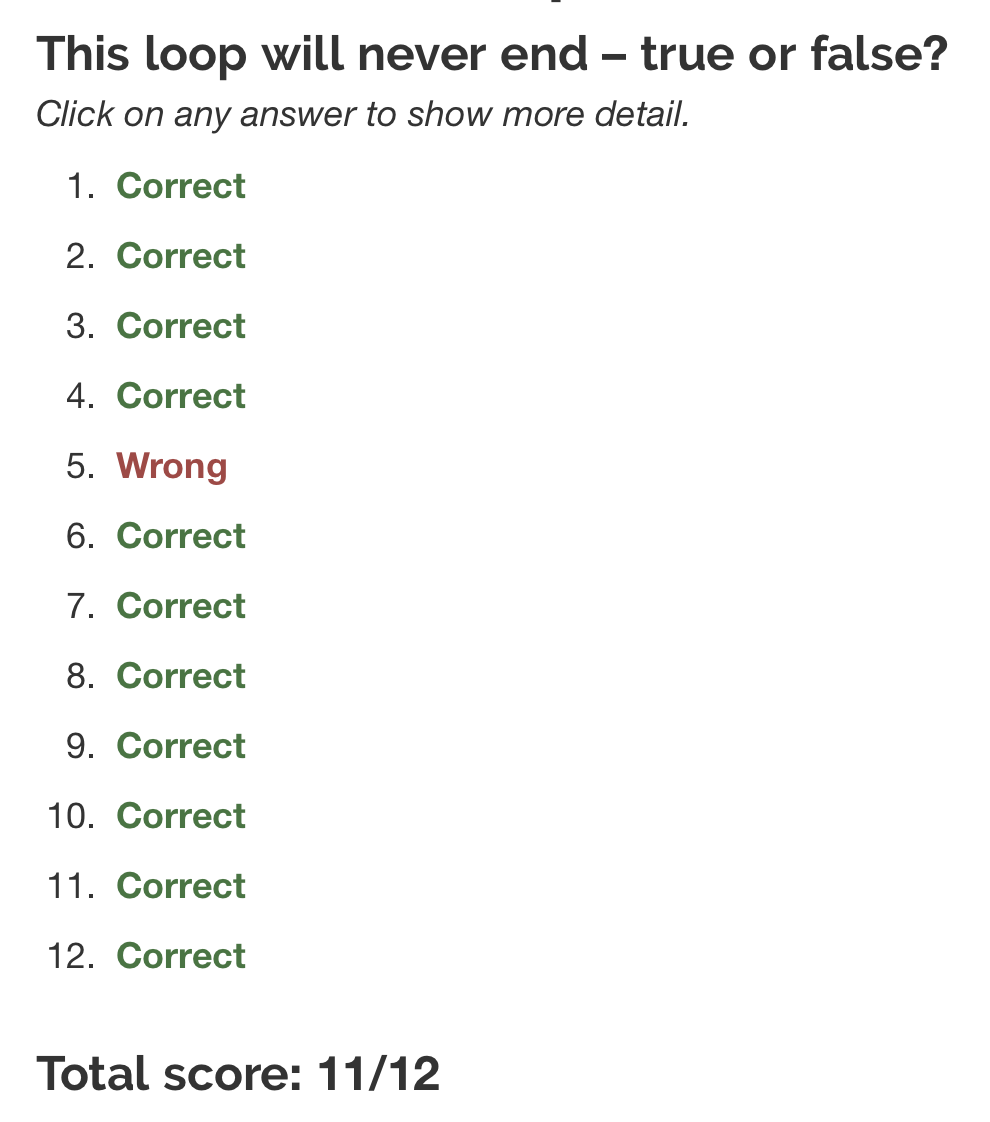 This loop will never end – true or false?
Click on any answer to show more detail.
1. Correct
2. Correct
3. Correct
4. Correct
5. Wrong
6. Correct
7. Correct
8. Correct
9. Correct
10. Correct
11. Correct
12. Correct
Total score: 11/12